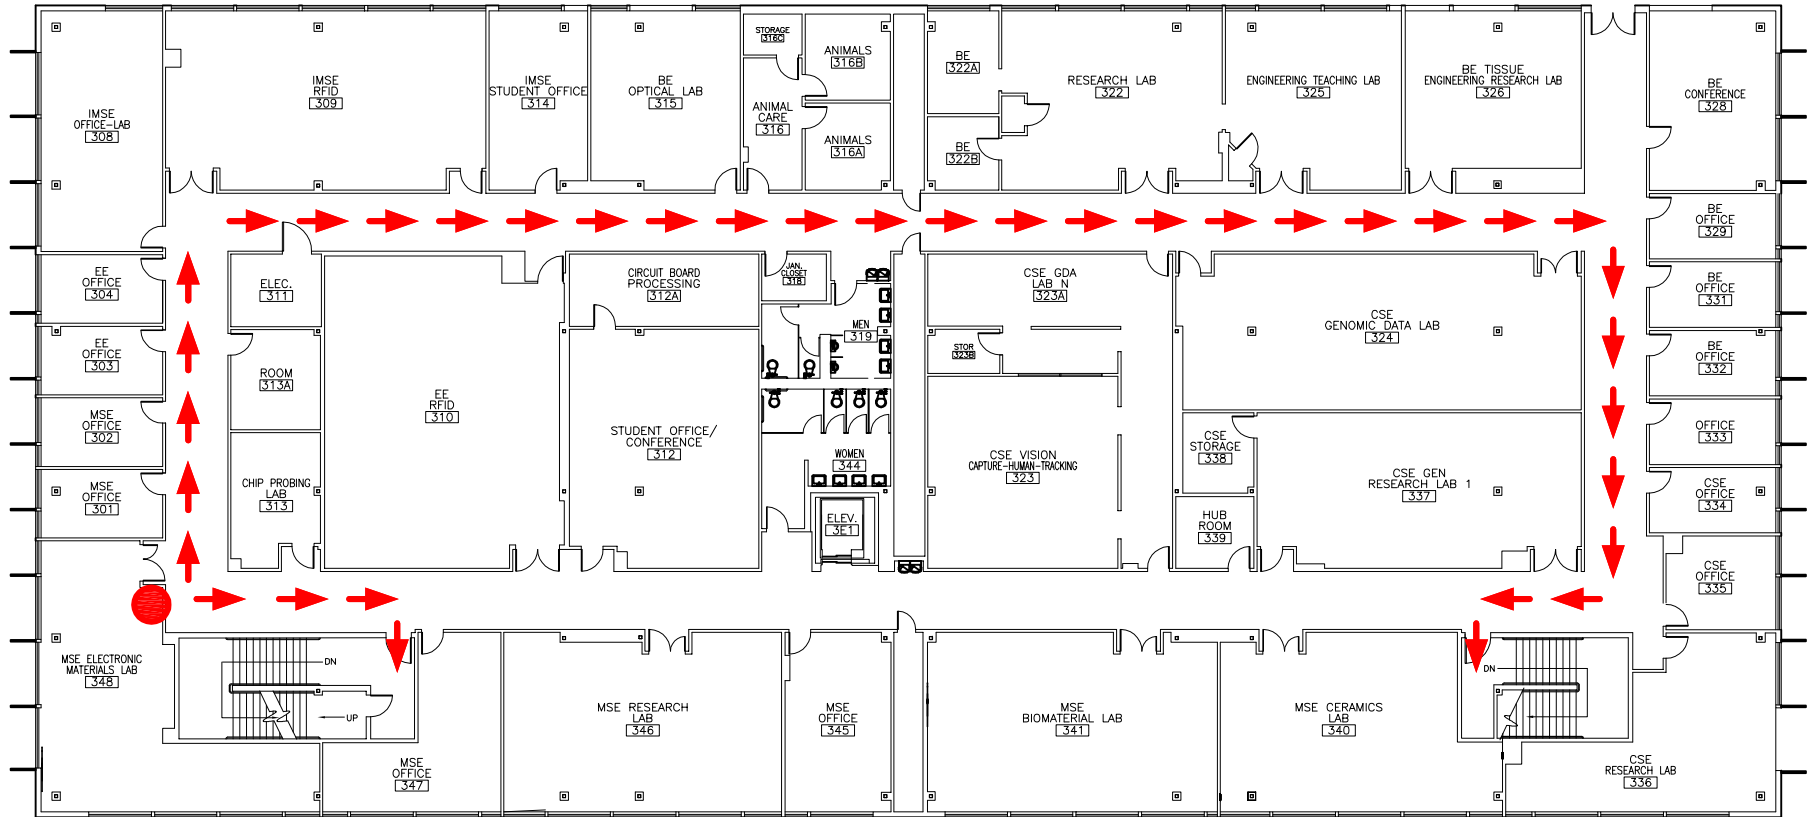 IMSE
OFFICE-LAB
308
IMSE
RFID
309
IMSE
STUDENT OFFICE
314
BE
OPTICAL LAB
315
STORAGE
316C
ANIMAL
CARE
316
ANIMALS
316B
ANIMALS
316A
BE
322A
BE
322B
RESEARCH LAB
322
ENGINEERING TEACHING LAB
325
BE TISSUE
ENGINEERING RESEARCH LAB
326
BE
CONFERENCE
328
BE
OFFICE
329
BE
OFFICE
331
BE
OFFICE
332
OFFICE
333
CSE
OFFICE
334
CSE
OFFICE
335
EE
OFFICE
304
EE
OFFICE
303
MSE
OFFICE
302
MSE
OFFICE
301
ELEC.
311
ROOM
313A
CHIP PROBING
LAB
313
EE
RFID
310
CIRCUIT BOARD
PROCESSING
312A
STUDENT OFFICE/
CONFERENCE
312
JAN.
CLOSET
318
MEN
319
WOMEN
344
ELEV.
3E1
CSE GDA
LAB N
323A
STOR
323B
CSE VISION
CAPTURE-HUMAN-TRACKING
323
CSE
GENOMIC DATA LAB
324
CSE
STORAGE
338
HUB
ROOM
339
CSE GEN
RESEARCH LAB 1
337
MSE ELECTRONIC
MATERIALS LAB
348
DN
UP
MSE
OFFICE
347
MSE RESEARCH
LAB
346
MSE
OFFICE
345
MSE
BIOMATERIAL LAB
341
MSE CERAMICS
LAB
340
DN
CSE
RESEARCH LAB
336